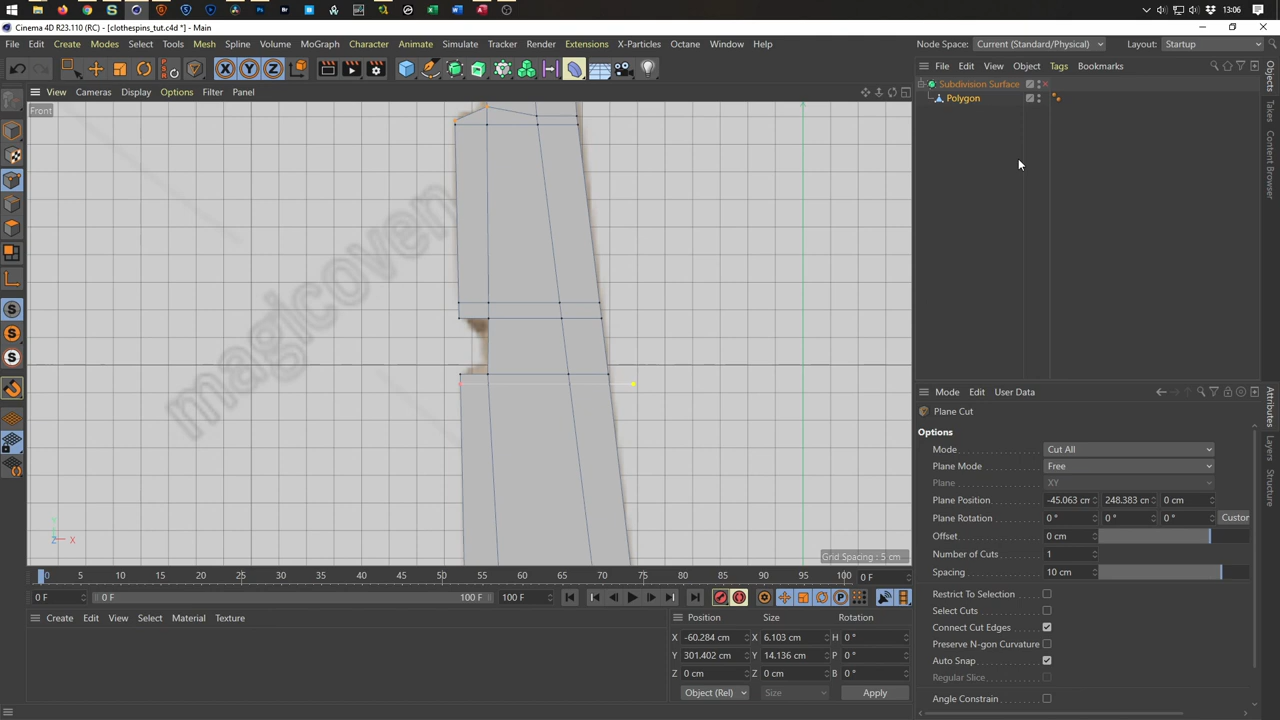 Cinema 4D R23.110 (RC) - [clothespins_tut.c4d *] - Main
13:06
File Edit Create Modes Select Tools Mesh Spline Volume MoGraph Character Animate Simulate Tracker Render Extensions X-Particles Octane Window Help
Node Space: Current (Standard/Physical) Layout: Startup
X Y Z
View Cameras Display Options Filter Panel
File Edit View Object Tags Bookmarks
Front
Subdivision Surface
Polygon
Objects
Takes
Content Browser
magicoven
Mode Edit User Data
Plane Cut
Options
Mode Cut All
Plane Mode Free
Plane XY
Plane Position -45.063 cm 248.383 cm 0 cm
Plane Rotation 0 ° 0 ° 0 ° Custor
Offset 0 cm
Number of Cuts 1
Spacing 10 cm
Restrict To Selection
Select Cuts
Connect Cut Edges
Preserve N-gon Curvature
Auto Snap
Regular Slice
Angle Constrain
Attributes
Layers
Structure
Y
Z X
Grid Spacing : 5 cm
0 5 10 15 20 25 30 35 40 45 50 55 60 65 70 75 80 85 90 95 100 0 F
0 F 0 F 100 F 100 F
Create Edit View Select Material Texture
Position Size Rotation
X -60.284 cm X 6.103 cm H 0 °
Y 301.402 cm Y 14.136 cm P 0 °
Z 0 cm Z 0 cm B 0 °
Object (Rel) Size Apply